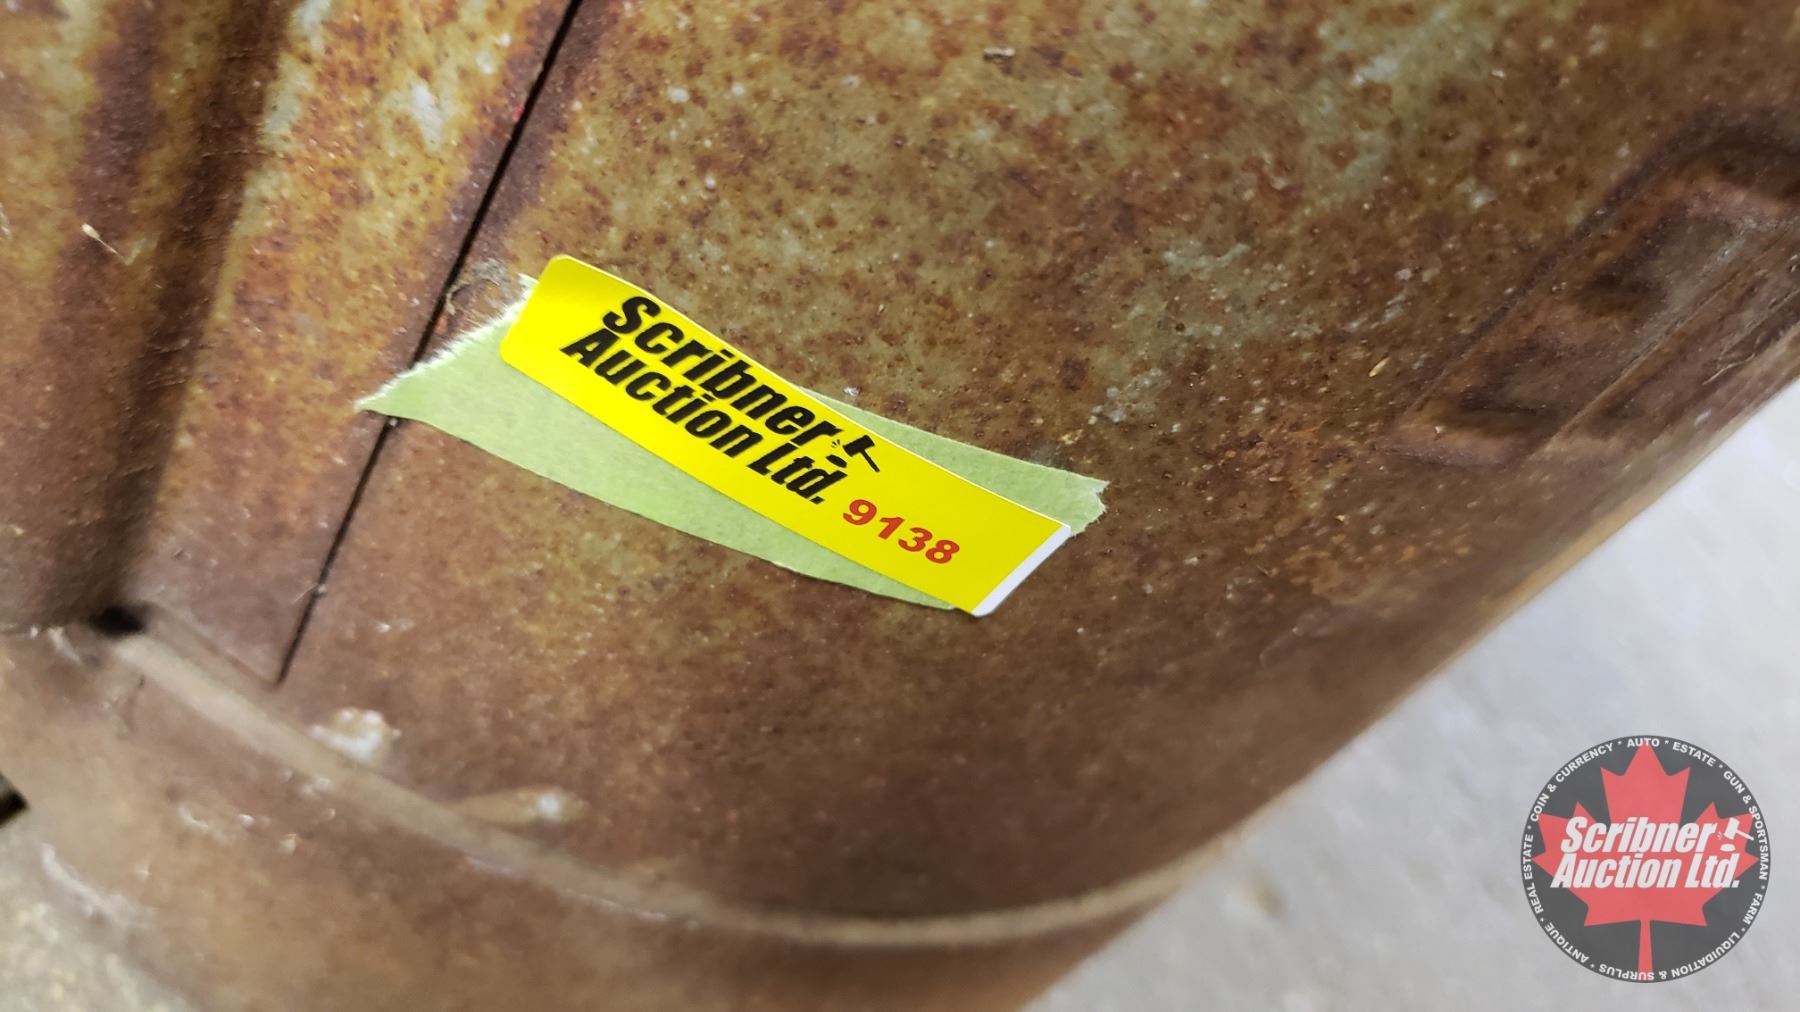 Scribner
Auction Ltd.
9138
COIN & CURRENCY * AUTO * ESTATE * GUN & SPORTSMAN * FARM * LIQUIDATION & SURPLUS * ANTIQUE * REAL ESTATE *
Scribner
Auction Ltd.